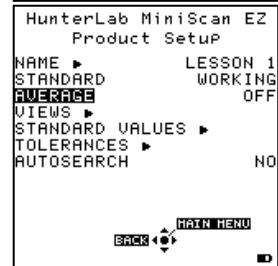 HunterLab MiniScan EZ
Product Setup
NAME ► LESSON 1
STANDARD WORKING
AVERAGE OFF
VIEWS ►
STANDARD VALUES ►
TOLERANCES ►
AUTOSEARCH NO
MAIN MENU
BACK